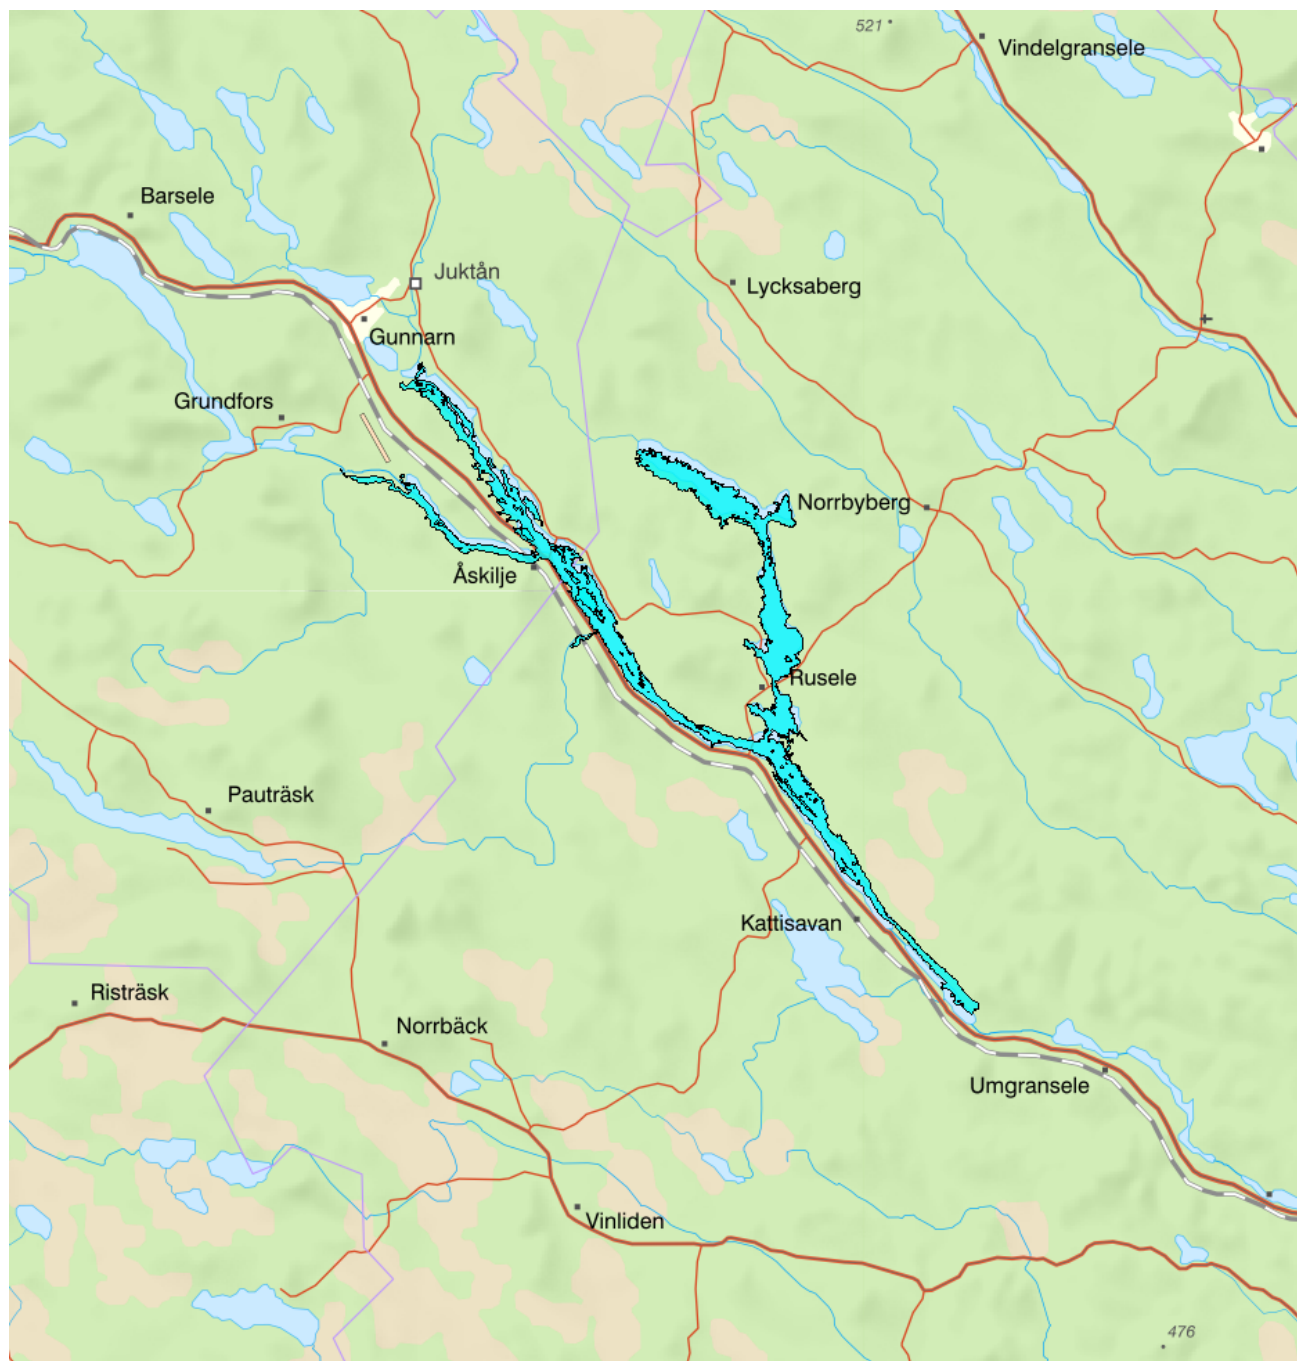 521
Vindelgransele
Barsele
Juktån
Lycksaberg
Gunnarn
Grundfors
Norrbyberg
Åskilje
Rusele
Pauträsk
Kattisavan
Risträsk
Norrbäck
Umgransele
Vinliden
476